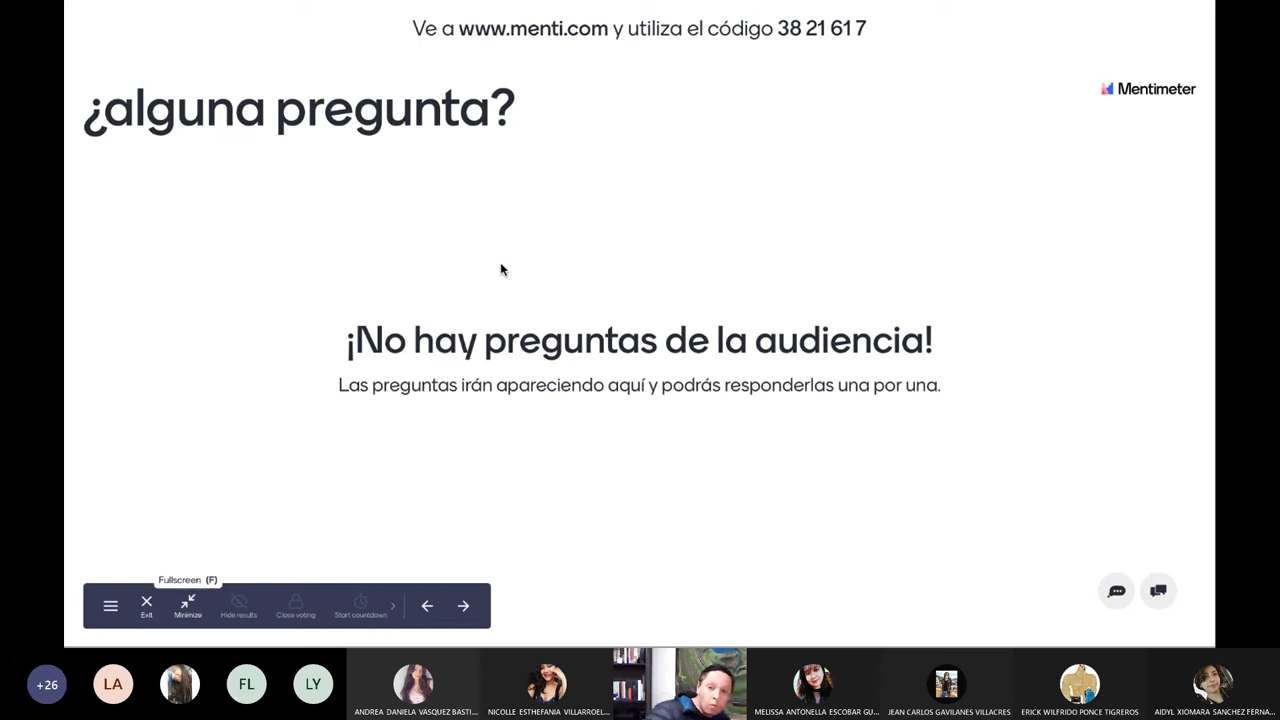 Ve a www.menti.com y utiliza el código 38 21 61 7
Mentimeter
¿alguna pregunta?
¡No hay preguntas de la audiencia!
Las preguntas irán apareciendo aquí y podrás responderlas una por una.
Fullscreen (F)
Exit
Minimize
Hide results
Close voting
Start countdown
+26
LA
FL
LY
ANDREA DANIELA VASQUEZ BASTI...
NICOLLE ESTHEFANIA VILLARROEL...
MELISSA ANTONELLA ESCOBAR GU...
JEAN CARLOS GAVILANES VILLACRES
ERICK WILFRIDO PONCE TIGREROS
AIDYL XIOMARA SANCHEZ FERNA...